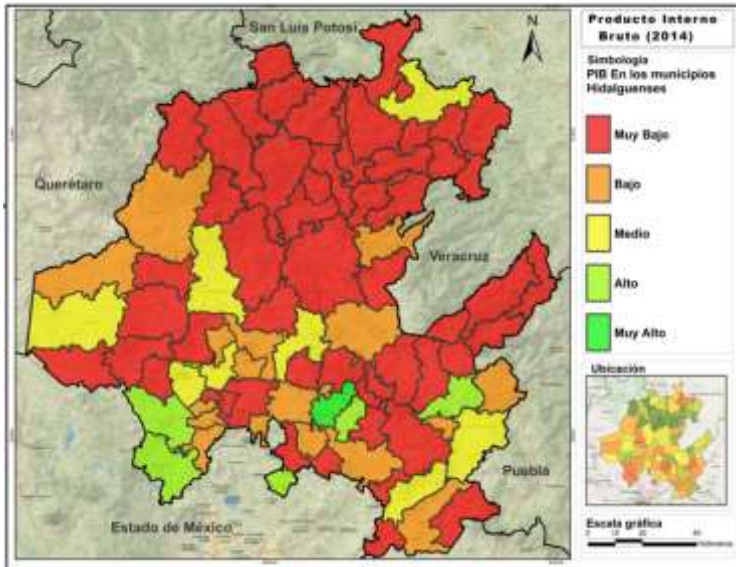 San Luis Potosí
N
Querétaro
Veracruz
Puebla
Estado de México
Producto Interno
Bruto (2014)
Simbología
PIB En los municipios
Hidalguenses
Muy Bajo
Bajo
Medio
Alto
Muy Alto
Ubicación
Escala gráfica